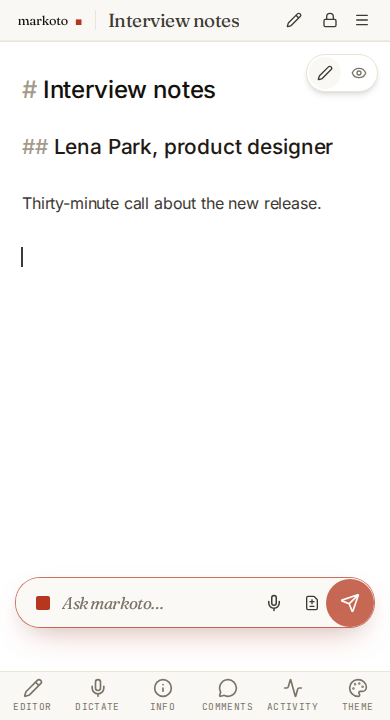 markoto
Interview notes
# Interview notes
## Lena Park, product designer
Thirty-minute call about the new release.
Ask markoto...
EDITOR DICTATE INFO COMMENTS ACTIVITY THEME